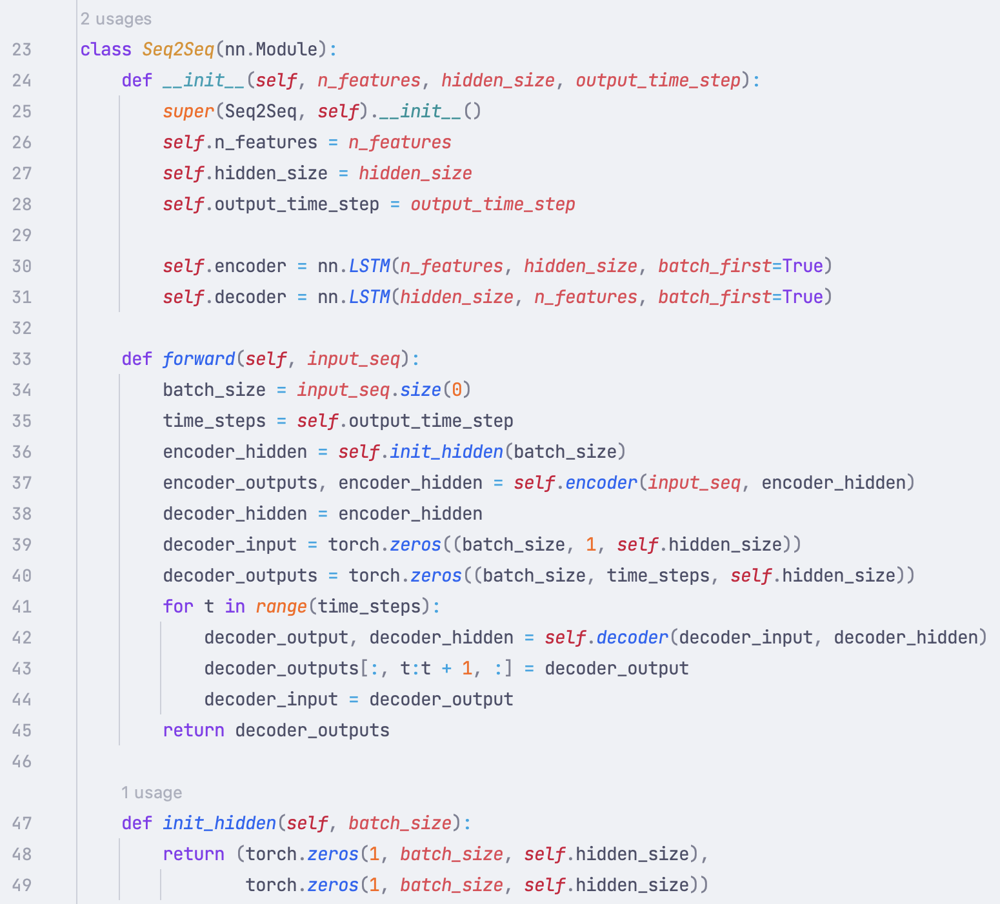 2 usages
23 class Seq2Seq(nn.Module):
24     def __init__(self, n_features, hidden_size, output_time_step):
25         super(Seq2Seq, self).__init__()
26         self.n_features = n_features
27         self.hidden_size = hidden_size
28         self.output_time_step = output_time_step
29
30         self.encoder = nn.LSTM(n_features, hidden_size, batch_first=True)
31         self.decoder = nn.LSTM(hidden_size, n_features, batch_first=True)
32
33     def forward(self, input_seq):
34         batch_size = input_seq.size(0)
35         time_steps = self.output_time_step
36         encoder_hidden = self.init_hidden(batch_size)
37         encoder_outputs, encoder_hidden = self.encoder(input_seq, encoder_hidden)
38         decoder_hidden = encoder_hidden
39         decoder_input = torch.zeros((batch_size, 1, self.hidden_size))
40         decoder_outputs = torch.zeros((batch_size, time_steps, self.hidden_size))
41         for t in range(time_steps):
42             decoder_output, decoder_hidden = self.decoder(decoder_input, decoder_hidden)
43             decoder_outputs[:, t:t + 1, :] = decoder_output
44             decoder_input = decoder_output
45         return decoder_outputs
46
1 usage
47     def init_hidden(self, batch_size):
48         return (torch.zeros(1, batch_size, self.hidden_size),
49                 torch.zeros(1, batch_size, self.hidden_size))